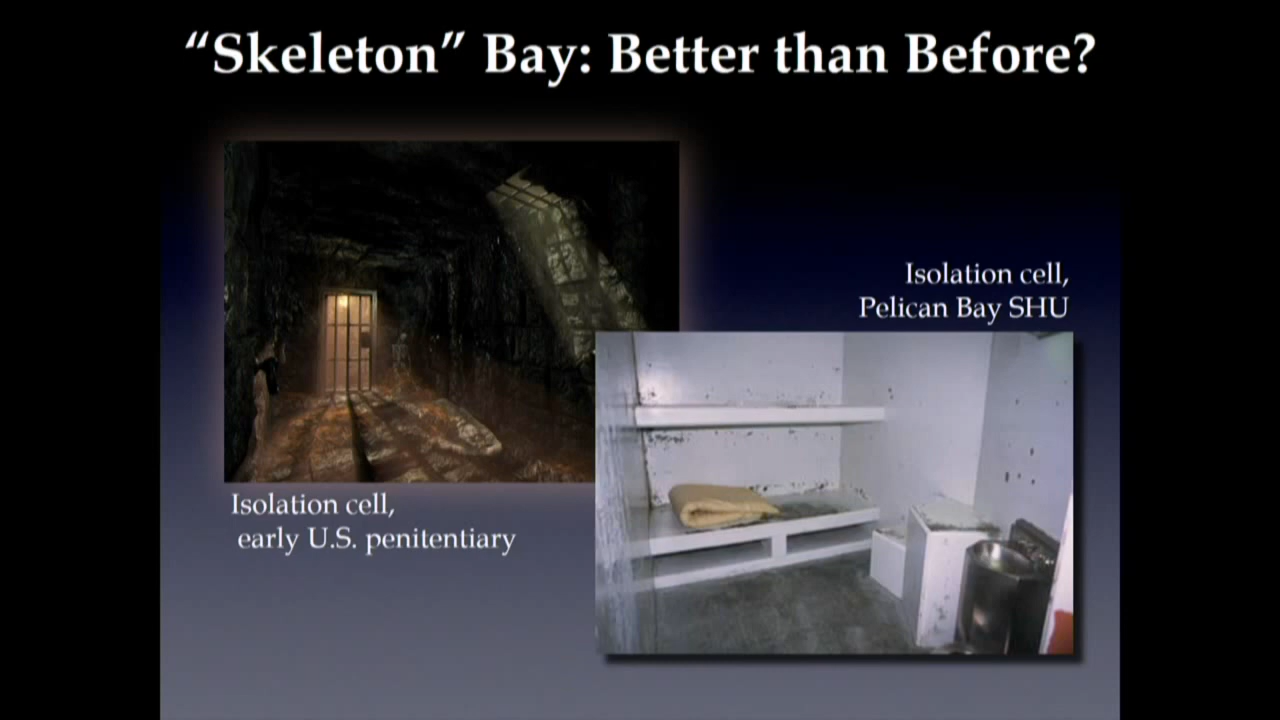 “Skeleton” Bay: Better than Before?
Isolation cell,
Pelican Bay SHU
Isolation cell,
early U.S. penitentiary